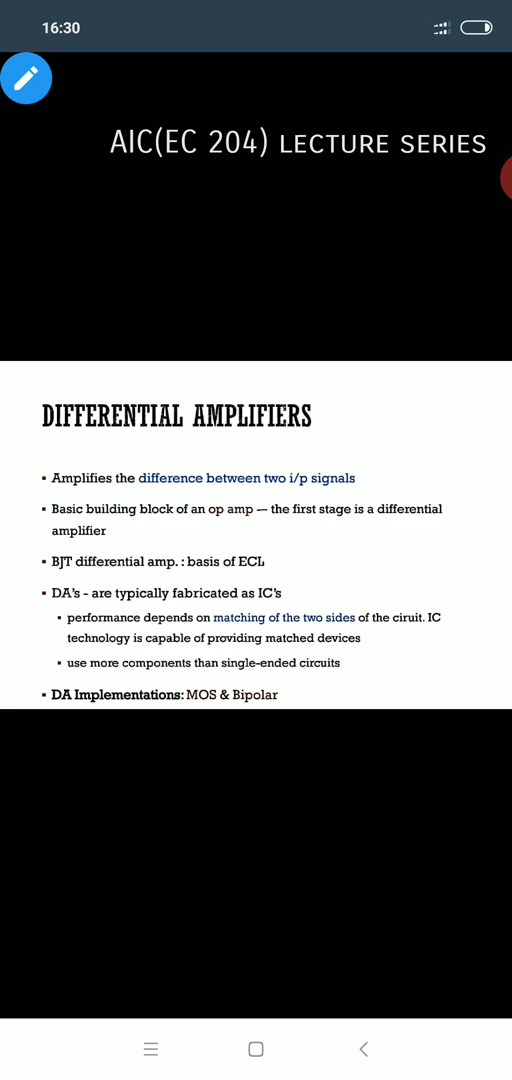 16:30
AIC(EC 204) LECTURE SERIES
DIFFERENTIAL AMPLIFIERS
▪ Amplifies the difference between two i/p signals
▪ Basic building block of an op amp — the first stage is a differential
amplifier
▪ BJT differential amp. : basis of ECL
▪ DA's - are typically fabricated as IC's
▪ performance depends on matching of the two sides of the ciruit. IC
technology is capable of providing matched devices
▪ use more components than single-ended circuits
▪ DA Implementations: MOS & Bipolar